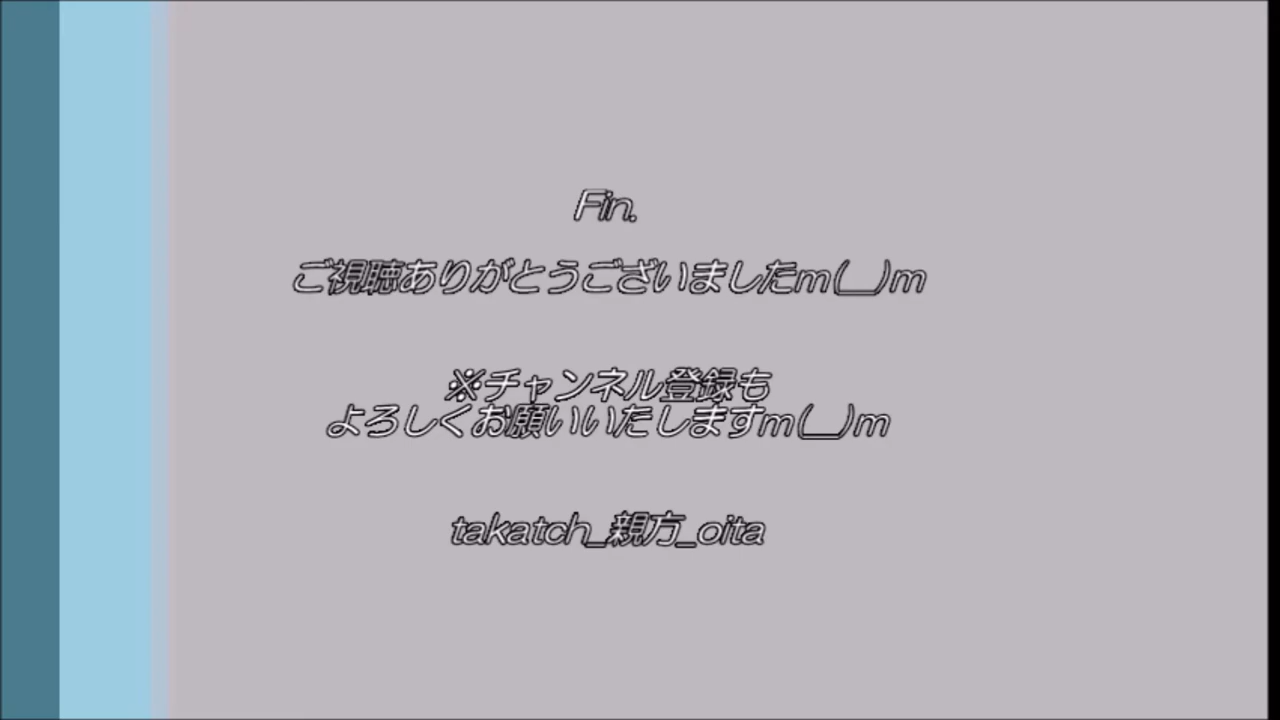 Fin.
ご視聴ありがとうございましたm(__)m
※チャンネル登録も
よろしくお願いいたしますm(__)m
takatch_親方_oita